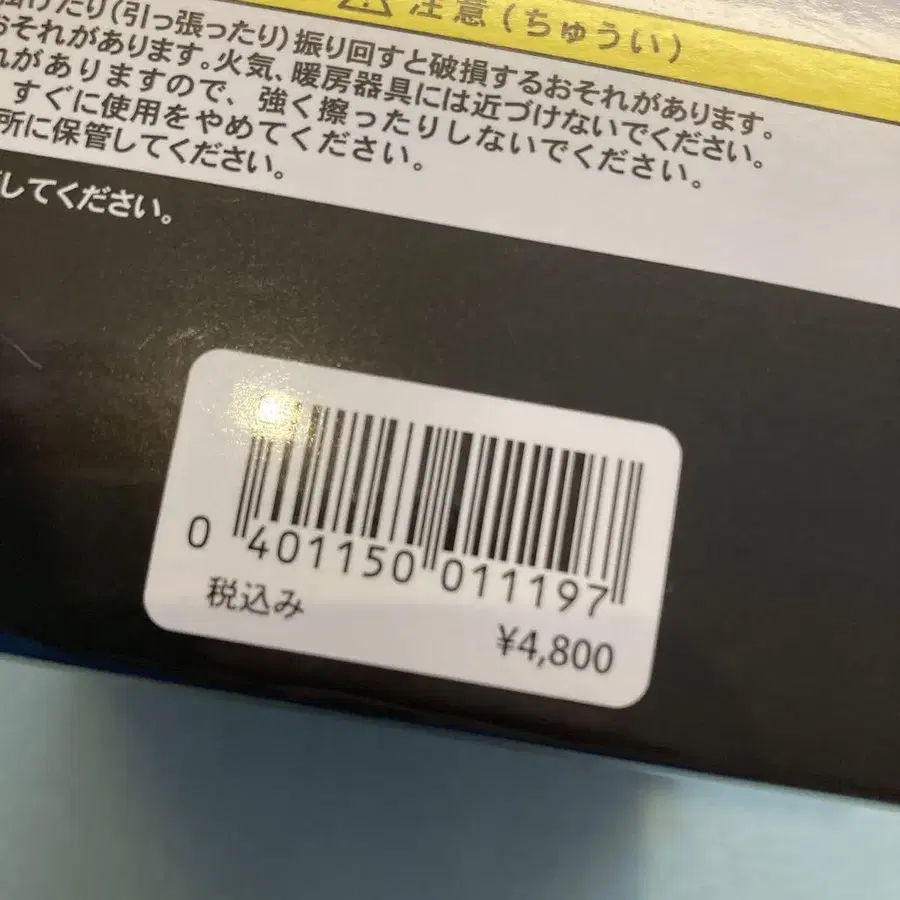 注意(ちゅうい)
掛けたり(引っ張ったり)振り回すと破損するおそれがあります。
おそれがあります。火気、暖房器具には近づけないでください。
れがありますので、強く擦ったりしないでください。
すぐに使用をやめてください。
所に保管してください。
してください。
0 401150 011197
税込み
¥4,800